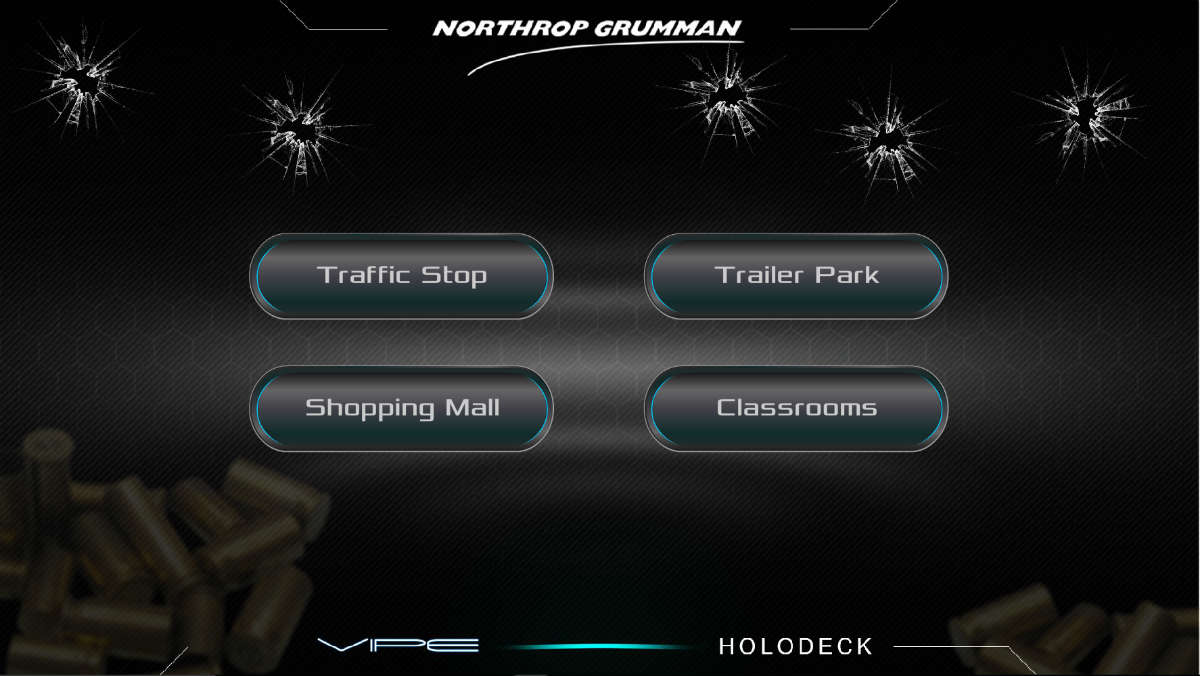 NORTHROP GRUMMAN
Traffic Stop
Trailer Park
Shopping Mall
Classrooms
VIPE
HOLODECK